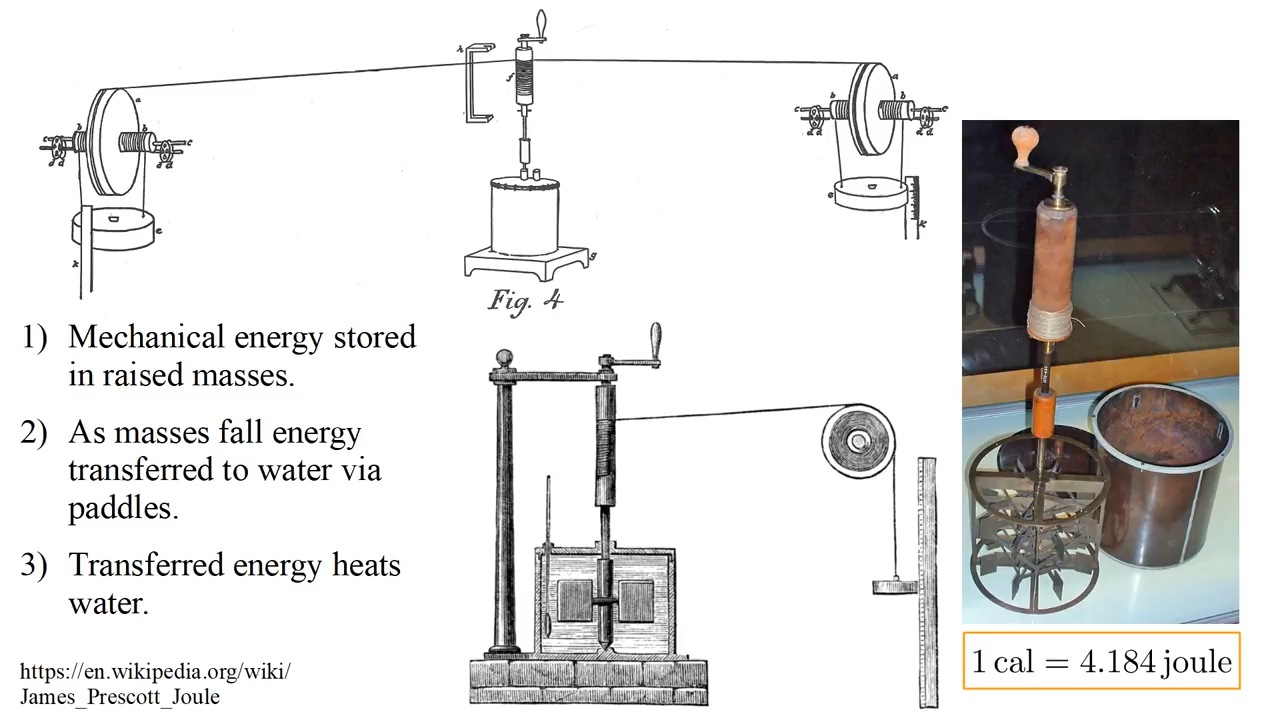 h
a
f
a
b
b
c
c
d d
d d
b
b
c
c
d d
d d
e
e
k
k
g
Fig. 4
1) Mechanical energy stored
in raised masses.
2) As masses fall energy
transferred to water via
paddles.
3) Transferred energy heats
water.
https://en.wikipedia.org/wiki/
James_Prescott_Joule
1 cal = 4.184 joule